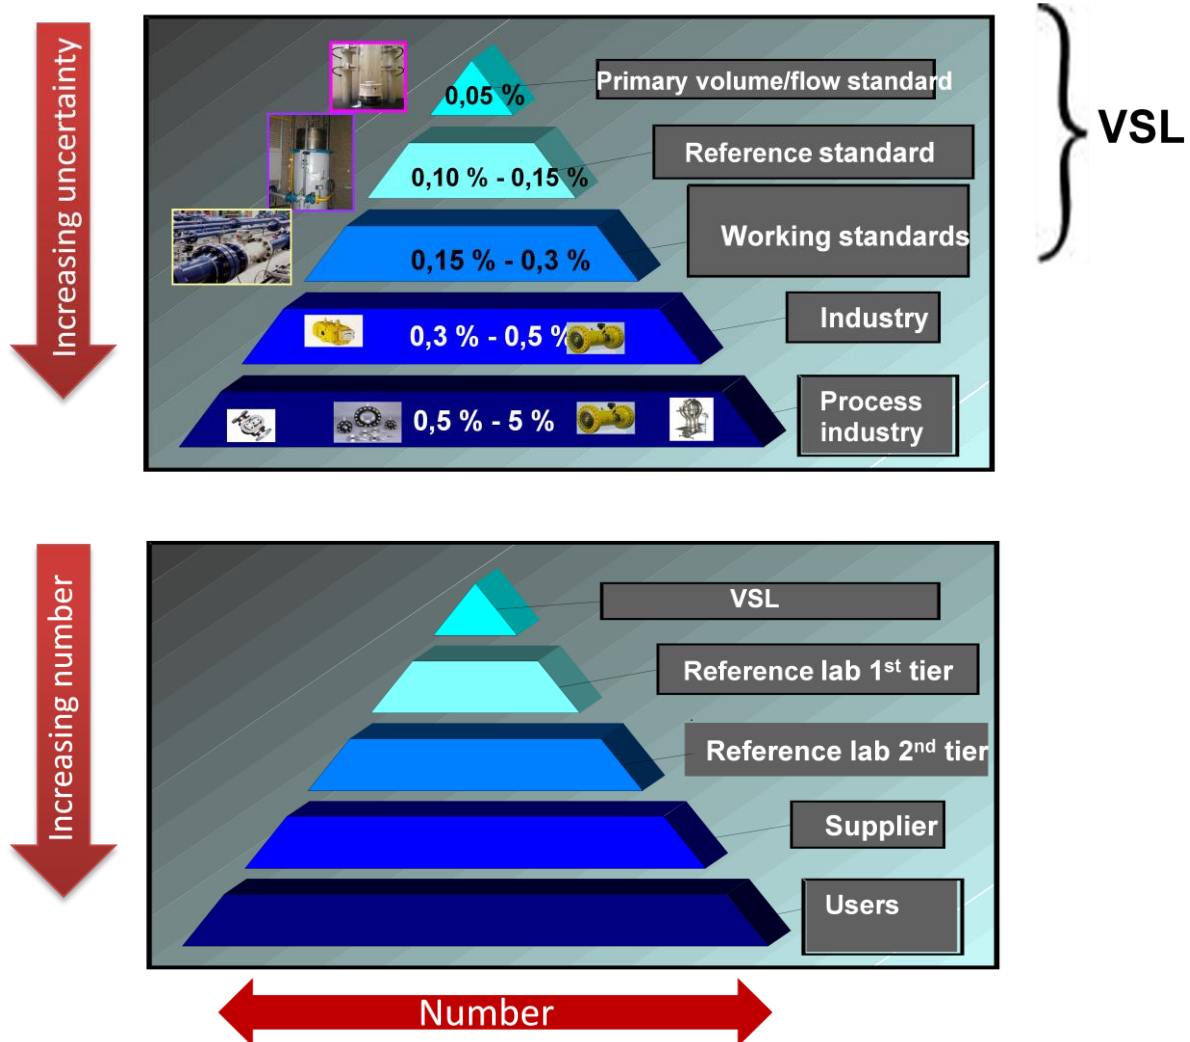 Increasing uncertainty
0,05 %
Primary volume/flow standard
0,10 % - 0,15 %
Reference standard
0,15 % - 0,3 %
Working standards
0,3 % - 0,5 %
Industry
0,5 % - 5 %
Process
industry
VSL
Increasing number
VSL
Reference lab 1st tier
Reference lab 2nd tier
Supplier
Users
Number